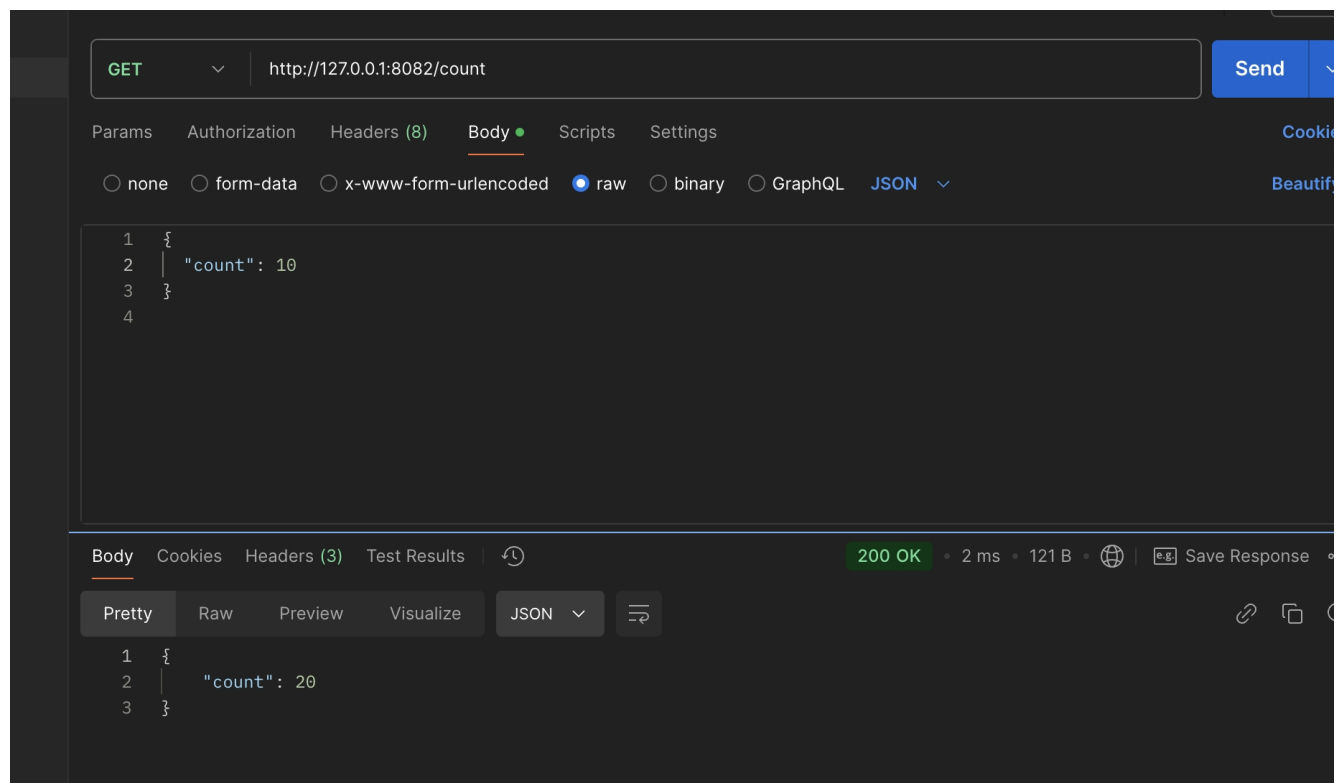 GET http://127.0.0.1:8082/count Send
Params Authorization Headers (8) Body Scripts Settings
none form-data x-www-form-urlencoded raw binary GraphQL JSON
1 {
2 "count": 10
3 }
4
Body Cookies Headers (3) Test Results 200 OK • 2 ms • 121 B • e.g. Save Response
Pretty Raw Preview Visualize JSON
1 {
2 "count": 20
3 }